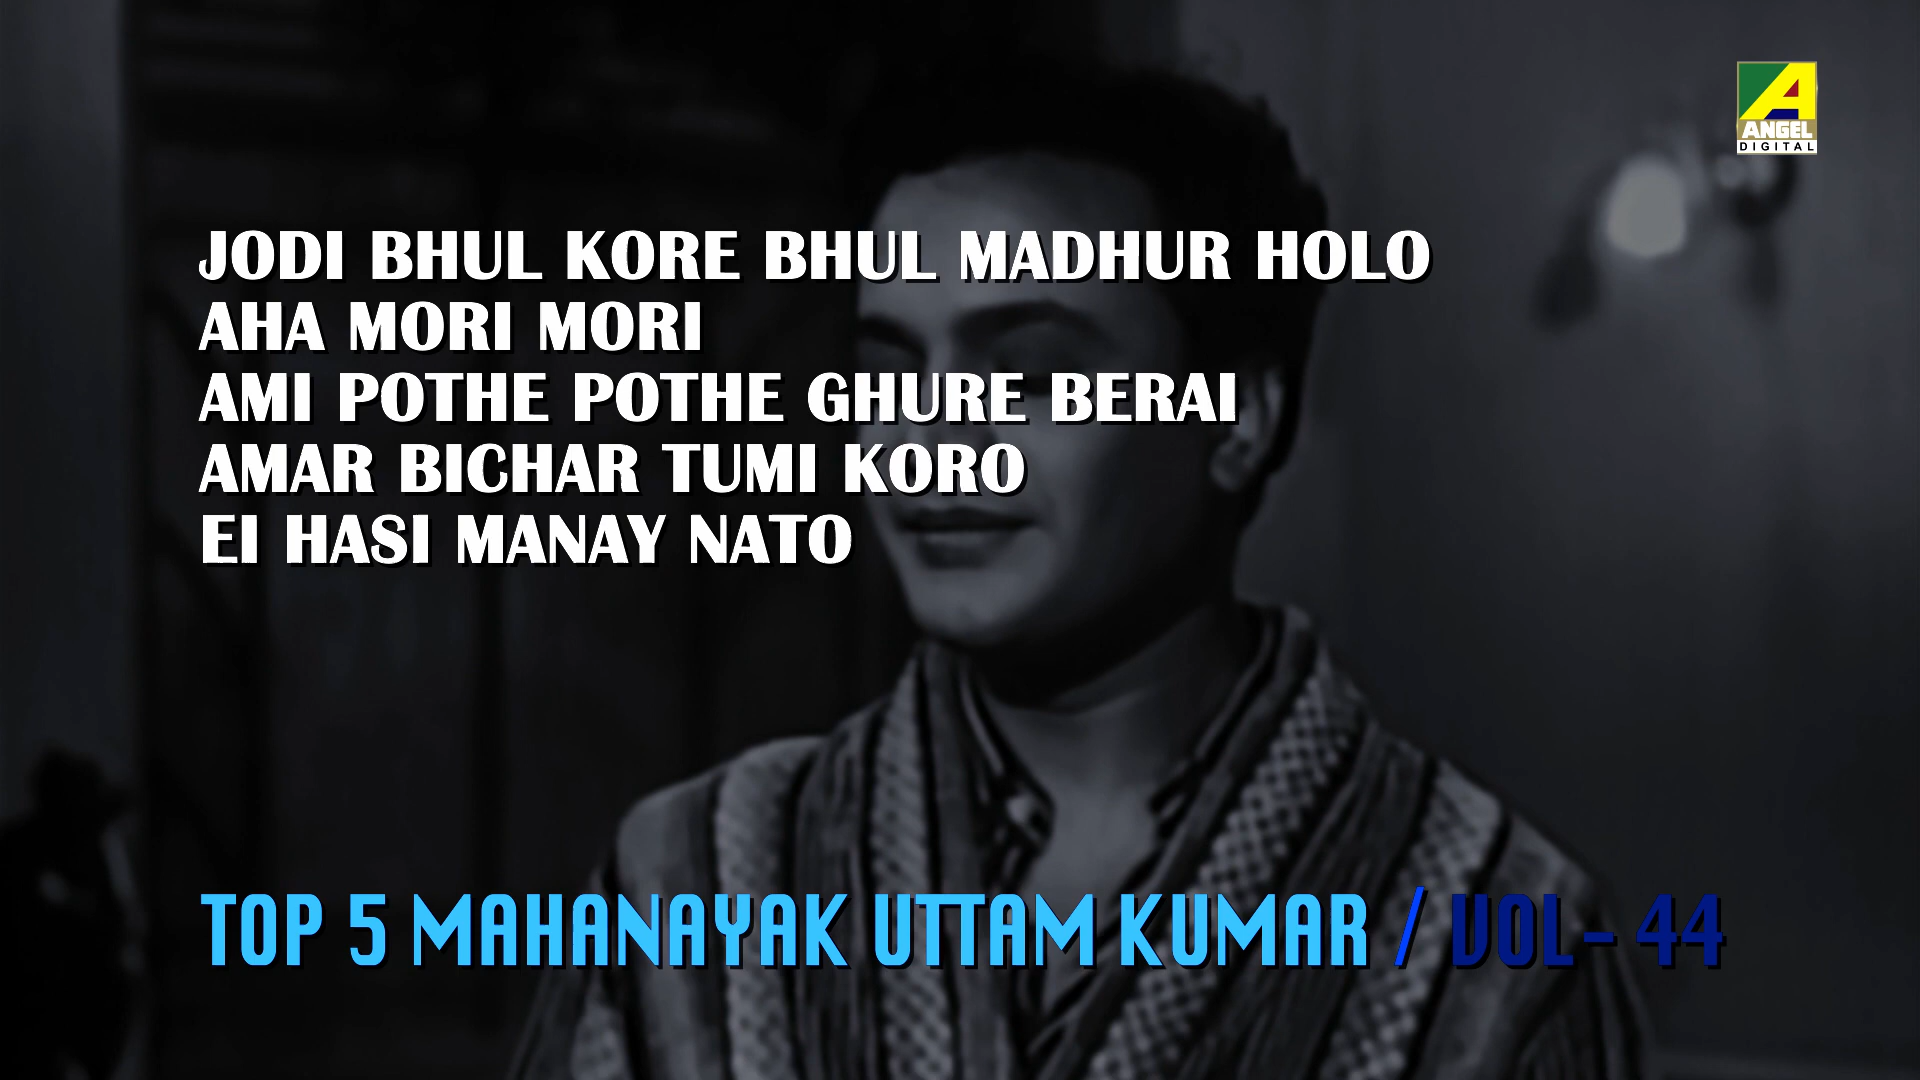 ANGEL
DIGITAL
JODI BHUL KORE BHUL MADHUR HOLO
AHA MORI MORI
AMI POTHE POTHE GHURE BERAI
AMAR BICHAR TUMI KORO
EI HASI MANAY NATO
TOP 5 MAHANAYAK UTTAM KUMAR / VOL- 44